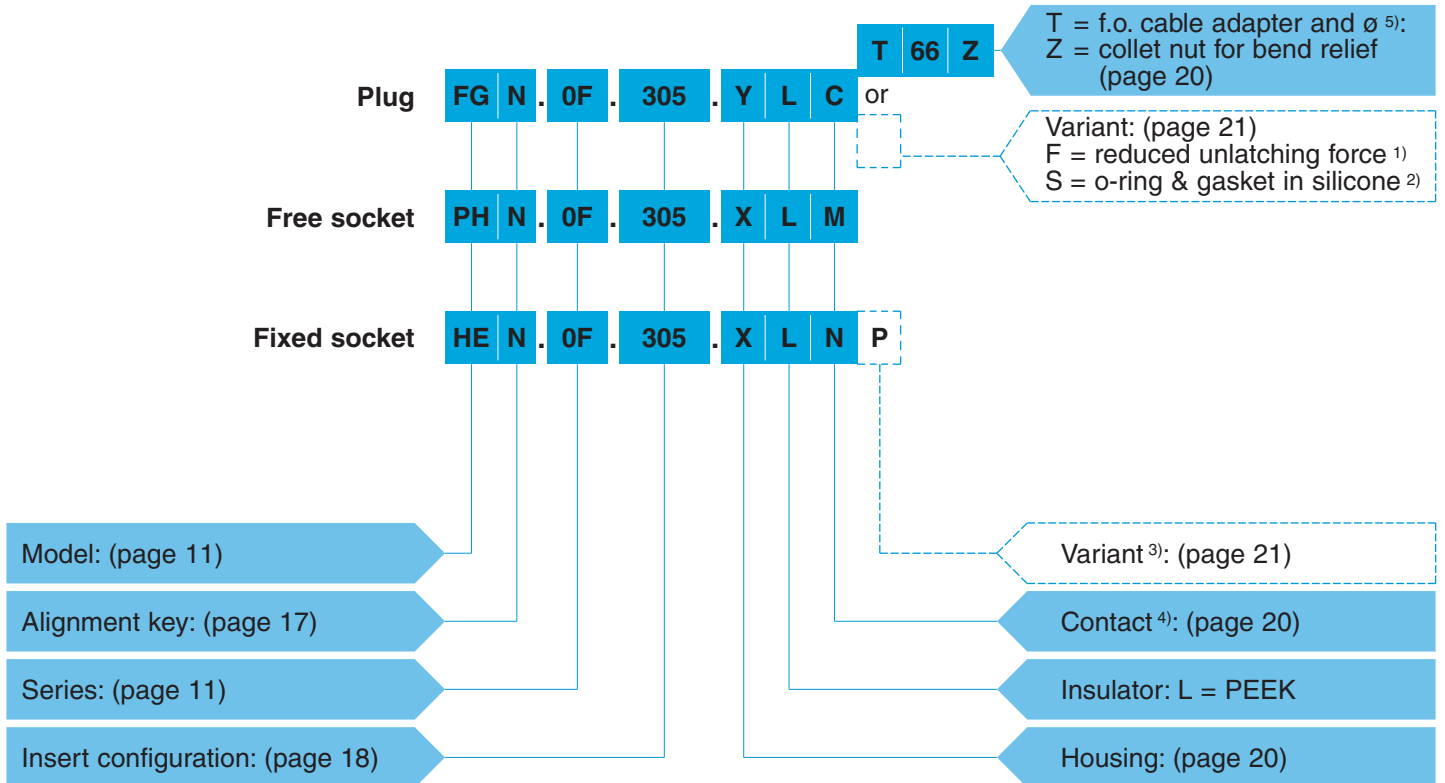 T = f.o. cable adapter and ø 5):
Z = collet nut for bend relief
(page 20)
T 66 Z
Plug FG N . 0F . 305 . Y L C or
Variant: (page 21)
F = reduced unlatching force 1)
S = o-ring & gasket in silicone 2)
Free socket PH N . 0F . 305 . X L M
Fixed socket HE N . 0F . 305 . X L N P
Model: (page 11)
Alignment key: (page 17)
Series: (page 11)
Insert configuration: (page 18)
Variant 3): (page 21)
Contact 4): (page 20)
Insulator: L = PEEK
Housing: (page 20)